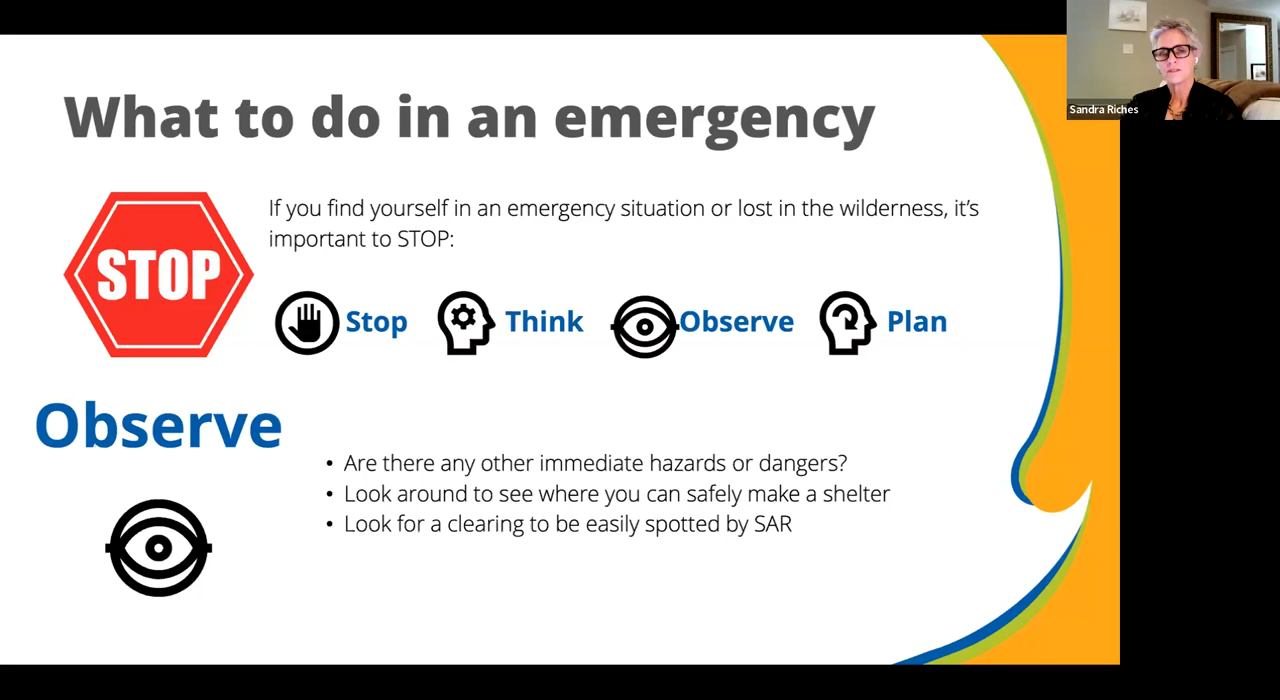 Sandra Riches
What to do in an emergency
STOP
If you find yourself in an emergency situation or lost in the wilderness, it’s
important to STOP:
Stop
Think
Observe
Plan
Observe
• Are there any other immediate hazards or dangers?
• Look around to see where you can safely make a shelter
• Look for a clearing to be easily spotted by SAR